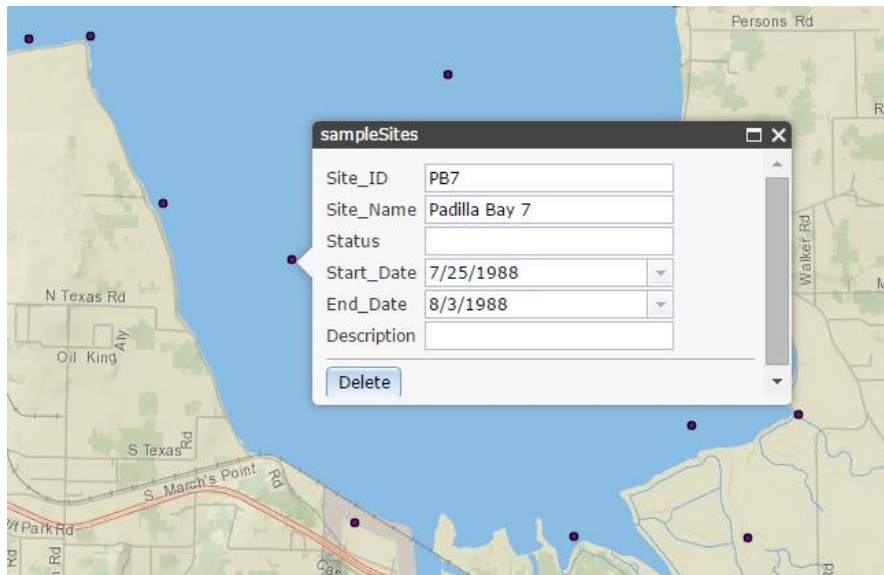 Persons Rd
R
sampleSites
Site_ID PB7
Site_Name Padilla Bay 7
Status
Start_Date 7/25/1988
End_Date 8/3/1988
Description
Delete
Walker Rd
N Texas Rd
Oil King Aly
S Texas Rd
S March's Point Rd
Park Rd
Rd
Rd